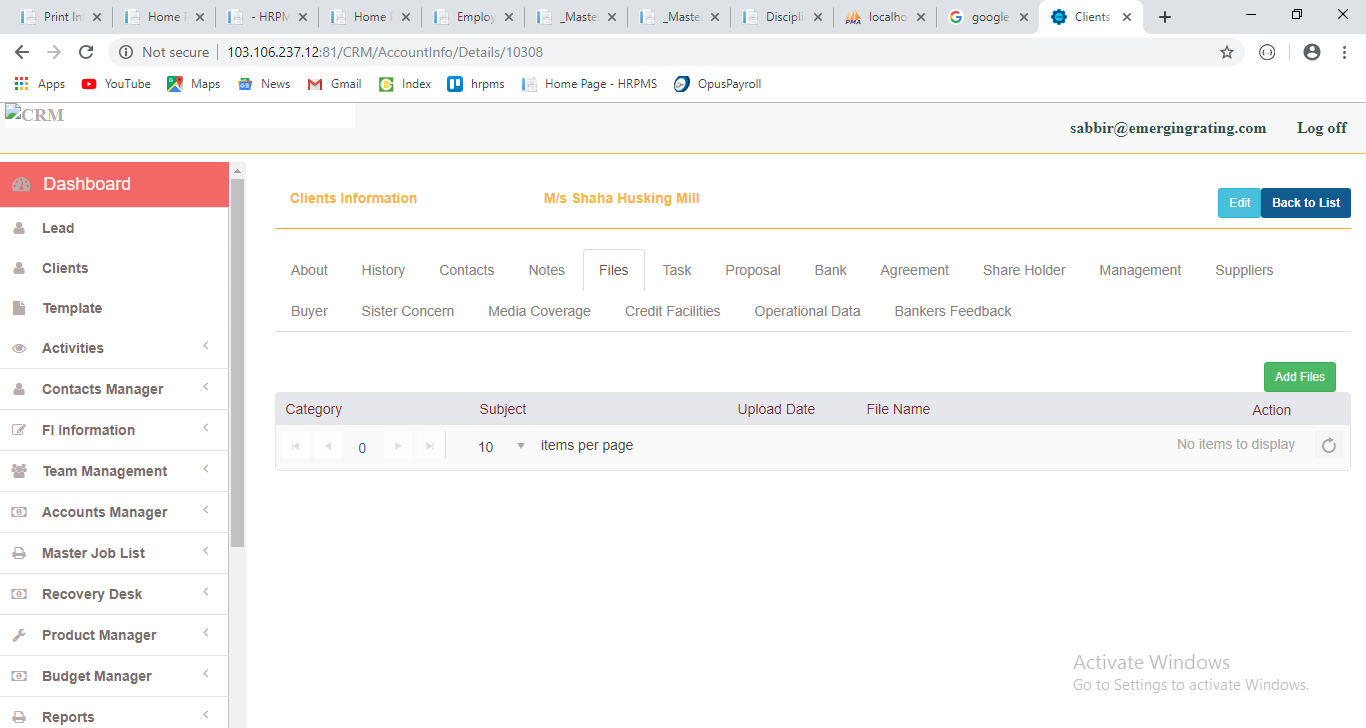 Print In Home - HRPM Home Employ _Maste _Maste Discipli localho google Clients
Not secure 103.106.237.12:81/CRM/AccountInfo/Details/10308
Apps YouTube Maps News Gmail Index hrpms Home Page - HRPMS OpusPayroll
CRM
sabbir@emergingrating.com Log off
Dashboard
Lead
Clients
Template
Activities
Contacts Manager
FI Information
Team Management
Accounts Manager
Master Job List
Recovery Desk
Product Manager
Budget Manager
Reports
Clients Information M/s Shaha Husking Mill Edit Back to List
About History Contacts Notes Files Task Proposal Bank Agreement Share Holder Management Suppliers
Buyer Sister Concern Media Coverage Credit Facilities Operational Data Bankers Feedback
Add Files
Category Subject Upload Date File Name Action
0 10 items per page No items to display
Activate Windows
Go to Settings to activate Windows.